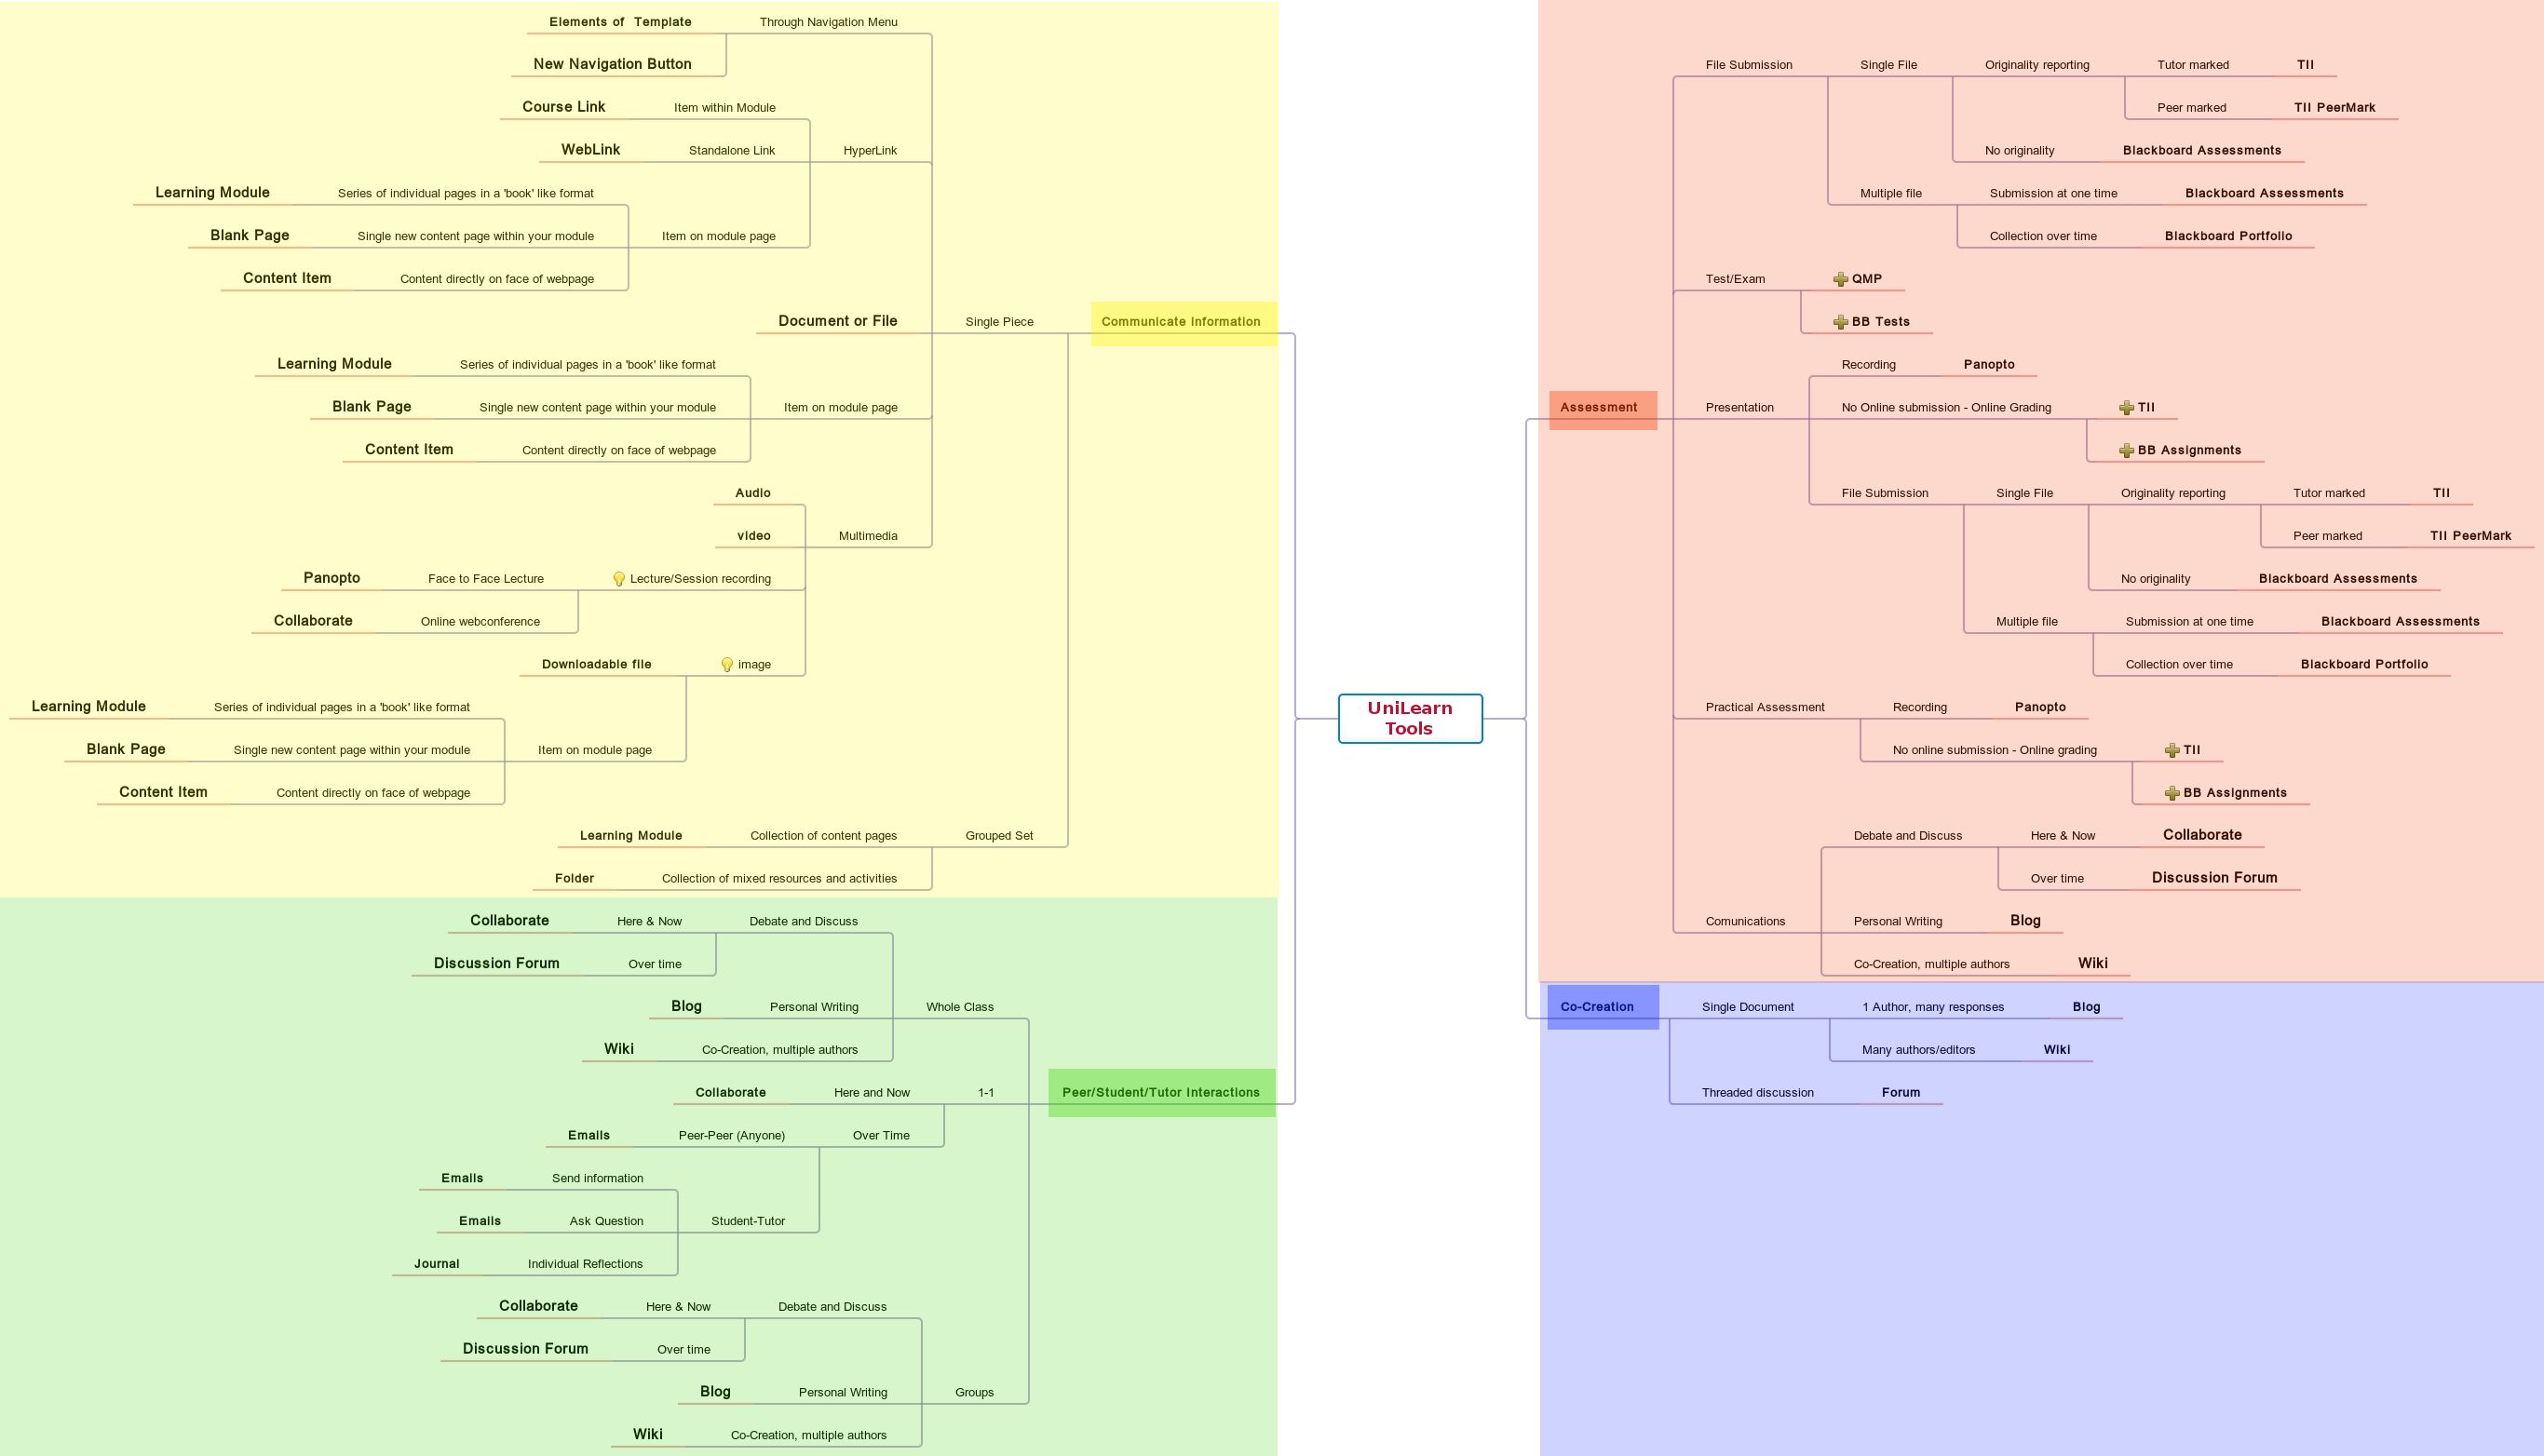 Elements of  Template
Through Navigation Menu
New Navigation Button
Course Link
Item within Module
WebLink
Standalone Link
HyperLink
Learning Module
Series of individual pages in a 'book' like format
Blank Page
Single new content page within your module
Item on module page
Content Item
Content directly on face of webpage
Document or File
Single Piece
Communicate information
Learning Module
Series of individual pages in a 'book' like format
Blank Page
Single new content page within your module
Item on module page
Content Item
Content directly on face of webpage
Audio
video
Multimedia
Panopto
Face to Face Lecture
Lecture/Session recording
Collaborate
Online webconference
Downloadable file
image
Learning Module
Series of individual pages in a 'book' like format
Blank Page
Single new content page within your module
Item on module page
Content Item
Content directly on face of webpage
Learning Module
Collection of content pages
Grouped Set
Folder
Collection of mixed resources and activities
Collaborate
Here & Now
Debate and Discuss
Discussion Forum
Over time
Blog
Personal Writing
Whole Class
Wiki
Co-Creation, multiple authors
Collaborate
Here and Now
1-1
Peer/Student/Tutor Interactions
Emails
Peer-Peer (Anyone)
Over Time
Emails
Send information
Emails
Ask Question
Student-Tutor
Journal
Individual Reflections
Collaborate
Here & Now
Debate and Discuss
Discussion Forum
Over time
Blog
Personal Writing
Groups
Wiki
Co-Creation, multiple authors
UniLearn
Tools
File Submission
Single File
Originality reporting
Tutor marked
TII
Peer marked
TII PeerMark
No originality
Blackboard Assessments
Multiple file
Submission at one time
Blackboard Assessments
Collection over time
Blackboard Portfolio
Test/Exam
QMP
BB Tests
Recording
Panopto
Assessment
Presentation
No Online submission - Online Grading
TII
BB Assignments
File Submission
Single File
Originality reporting
Tutor marked
TII
Peer marked
TII PeerMark
No originality
Blackboard Assessments
Multiple file
Submission at one time
Blackboard Assessments
Collection over time
Blackboard Portfolio
Practical Assessment
Recording
Panopto
No online submission - Online grading
TII
BB Assignments
Debate and Discuss
Here & Now
Collaborate
Over time
Discussion Forum
Comunications
Personal Writing
Blog
Co-Creation, multiple authors
Wiki
Co-Creation
Single Document
1 Author, many responses
Blog
Many authors/editors
Wiki
Threaded discussion
Forum